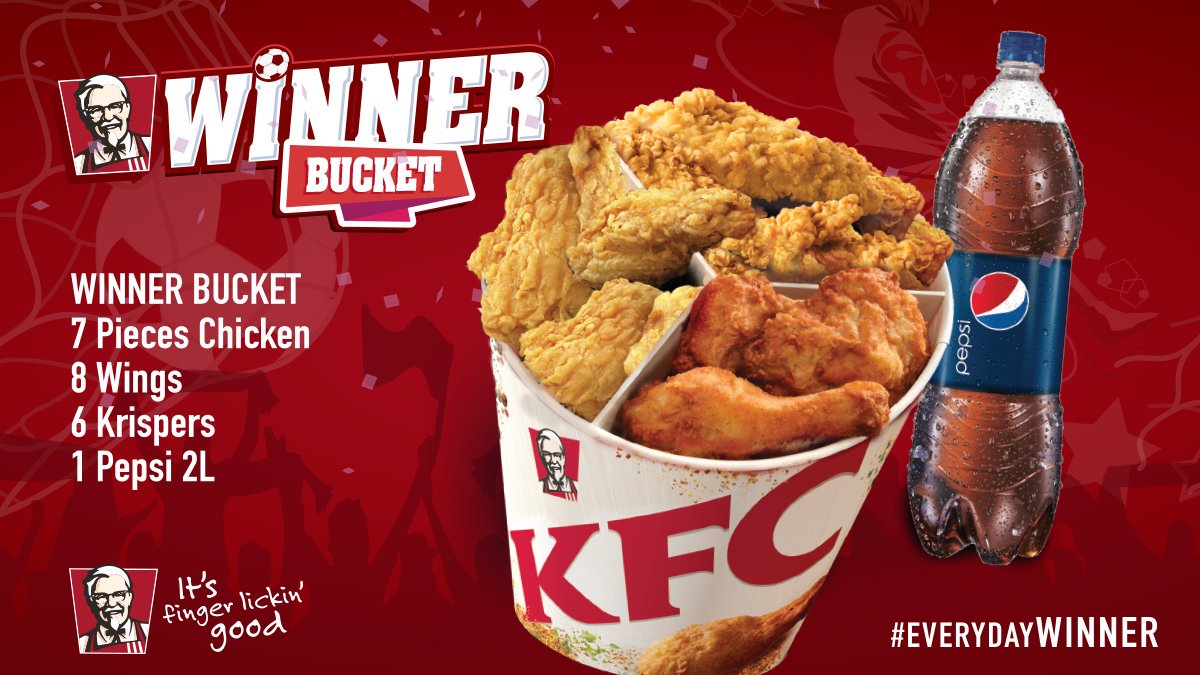 WINNER
BUCKET
WINNER BUCKET
7 Pieces Chicken
8 Wings
6 Krispers
1 Pepsi 2L
pepsi
KFC
It's
finger lickin'
good
#EVERYDAYWINNER